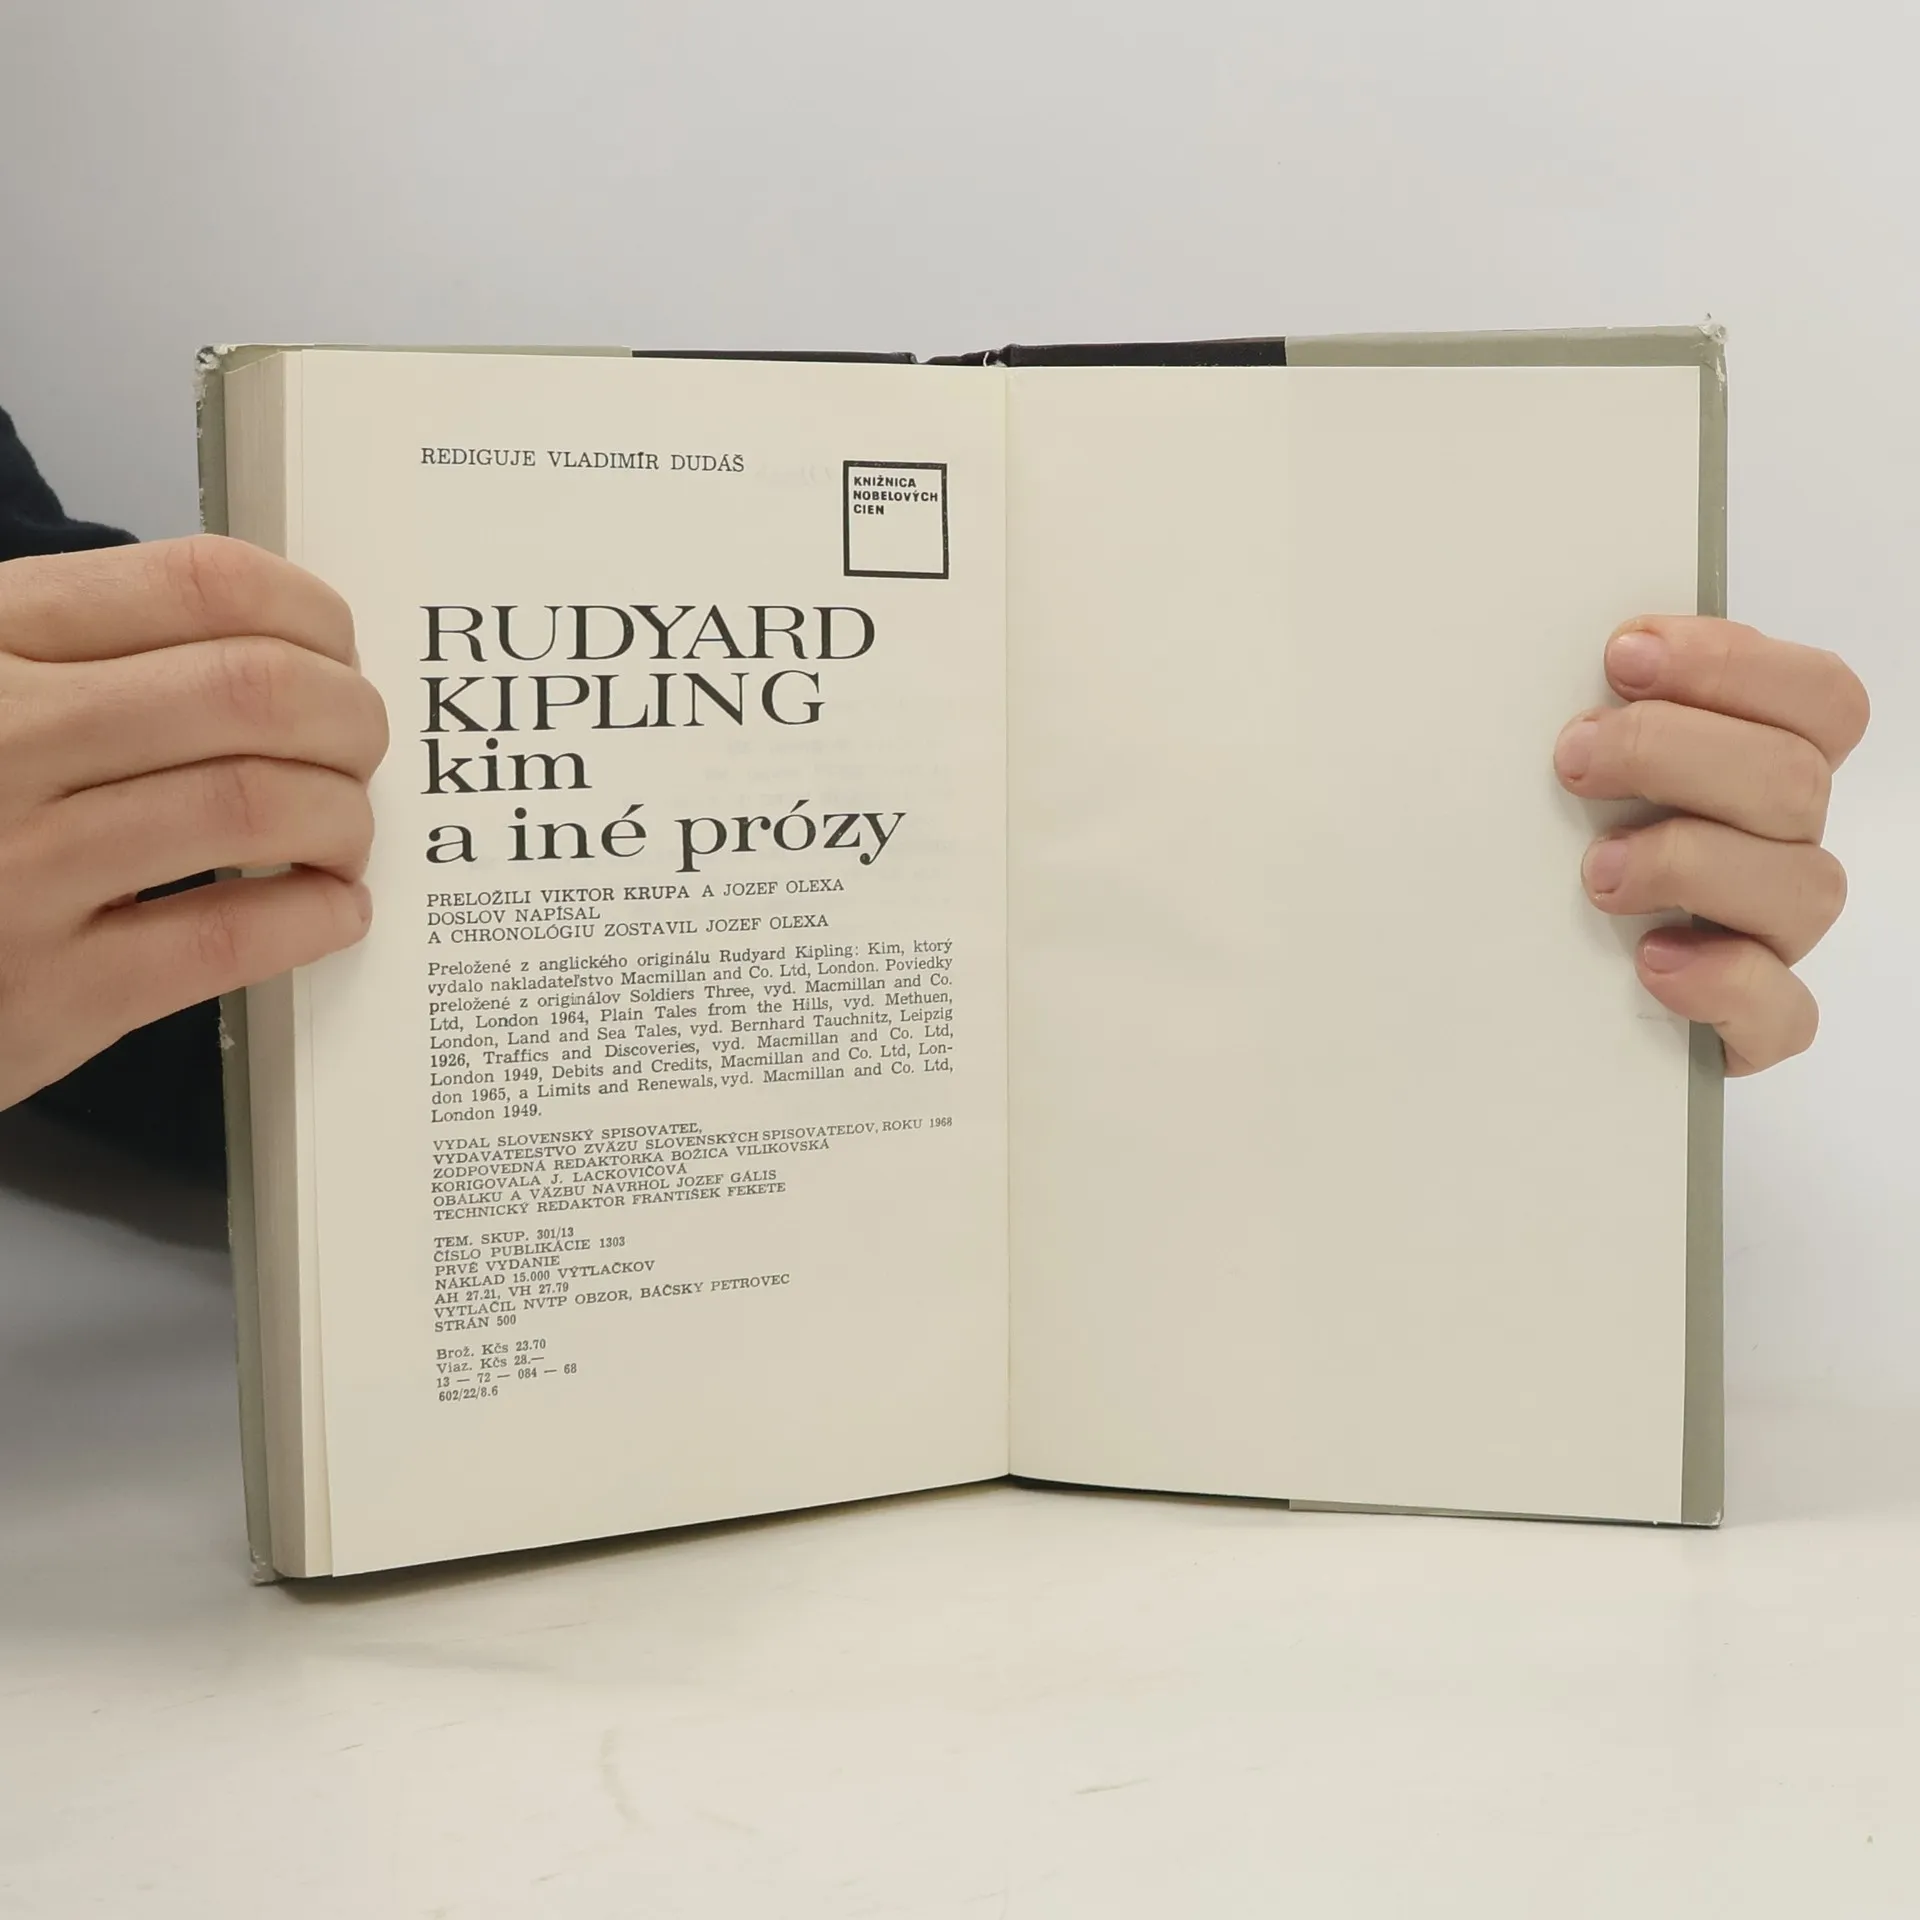 REDIGUJE VLADIMÍR DUDÁŠ
KNIŽNICA
NOBELOVÝCH
CIEN
RUDYARD
KIPLING
kim
a iné prózy
PRELOŽILI VIKTOR KRUPA A JOZEF OLEXA
DOSLOV NAPÍSAL
A CHRONOLÓGIU ZOSTAVIL JOZEF OLEXA
Preložené z anglického originálu Rudyard Kipling: Kim, ktorý
vydalo nakladateľstvo Macmillan and Co. Ltd, London. Poviedky
preložené z originálov Soldiers Three, vyd. Macmillan and Co.
Ltd, London 1964, Plain Tales from the Hills, vyd. Methuen,
London, Land and Sea Tales, vyd. Bernhard Tauchnitz, Leipzig
1926, Traffics and Discoveries, vyd. Macmillan and Co. Ltd,
London 1949, Debits and Credits, Macmillan and Co. Ltd, Lon-
don 1965, a Limits and Renewals, vyd. Macmillan and Co. Ltd,
London 1949.
VYDAL SLOVENSKÝ SPISOVATEĽ,
VYDAVATEĽSTVO ZVÄZU SLOVENSKÝCH SPISOVATEĽOV, ROKU 1968
ZODPOVEDNÁ REDAKTORKA BOŽICA VILIKOVSKÁ
KORIGOVALA J. LACKOVIČOVÁ
OBÁLKU A VÄZBU NAVRHOL JOZEF GÁLIS
TECHNICKÝ REDAKTOR FRANTIŠEK FEKETE
TEM. SKUP. 301/13
ČÍSLO PUBLIKÁCIE 1303
PRVÉ VYDANIE
NÁKLAD 15.000 VÝTLAČKOV
AH 27.21, VH 27.79
VYTLAČIL NVTP OBZOR, BÁČSKY PETROVEC
STRÁN 500
Brož. Kčs 23.70
Viaz. Kčs 28.—
13 — 72 — 084 — 68
602/22/8.6